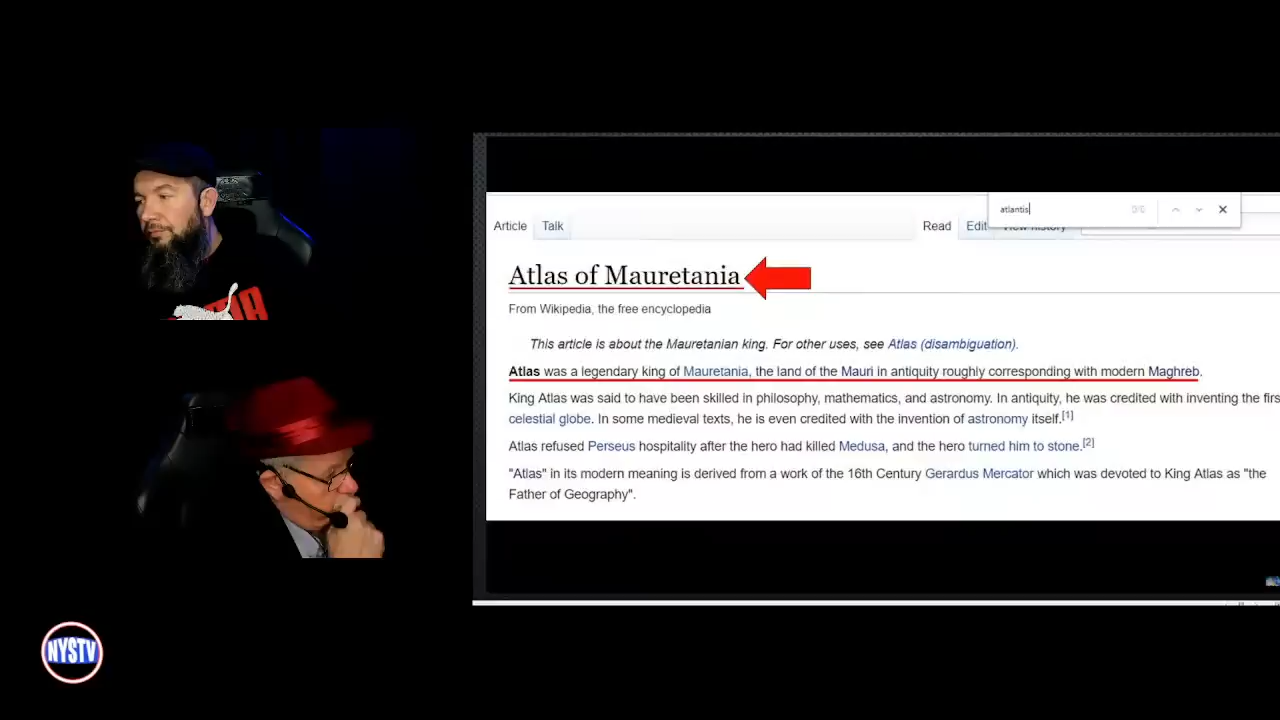 atlantis
0/0
Article
Talk
Read
Edit
View history
Atlas of Mauretania
From Wikipedia, the free encyclopedia
This article is about the Mauretanian king. For other uses, see Atlas (disambiguation).
Atlas was a legendary king of Mauretania, the land of the Mauri in antiquity roughly corresponding with modern Maghreb.
King Atlas was said to have been skilled in philosophy, mathematics, and astronomy. In antiquity, he was credited with inventing the firs
celestial globe. In some medieval texts, he is even credited with the invention of astronomy itself.[1]
Atlas refused Perseus hospitality after the hero had killed Medusa, and the hero turned him to stone.[2]
"Atlas" in its modern meaning is derived from a work of the 16th Century Gerardus Mercator which was devoted to King Atlas as "the
Father of Geography".
NYSTV